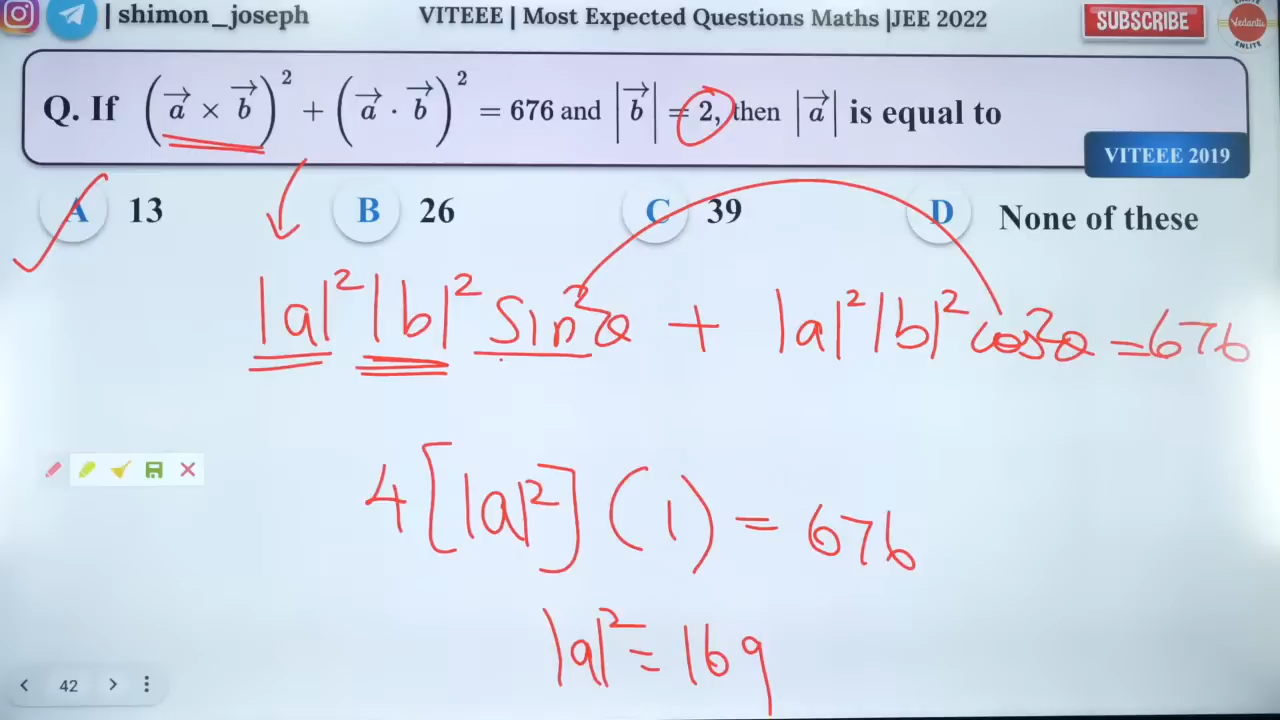 | shimon_joseph
VITEEE | Most Expected Questions Maths |JEE 2022
SUBSCRIBE
Vedantu
ENLITE
Q. If (a⃗ × b⃗)² + (a⃗ · b⃗)² = 676 and |b⃗| = 2, then |a⃗| is equal to
VITEEE 2019
A 13
B 26
C 39
D None of these
|a|² |b|² sin²θ + |a|² |b|² cos²θ = 676
4 [|a|²] (1) = 676
|a|² = 169
< 42 >